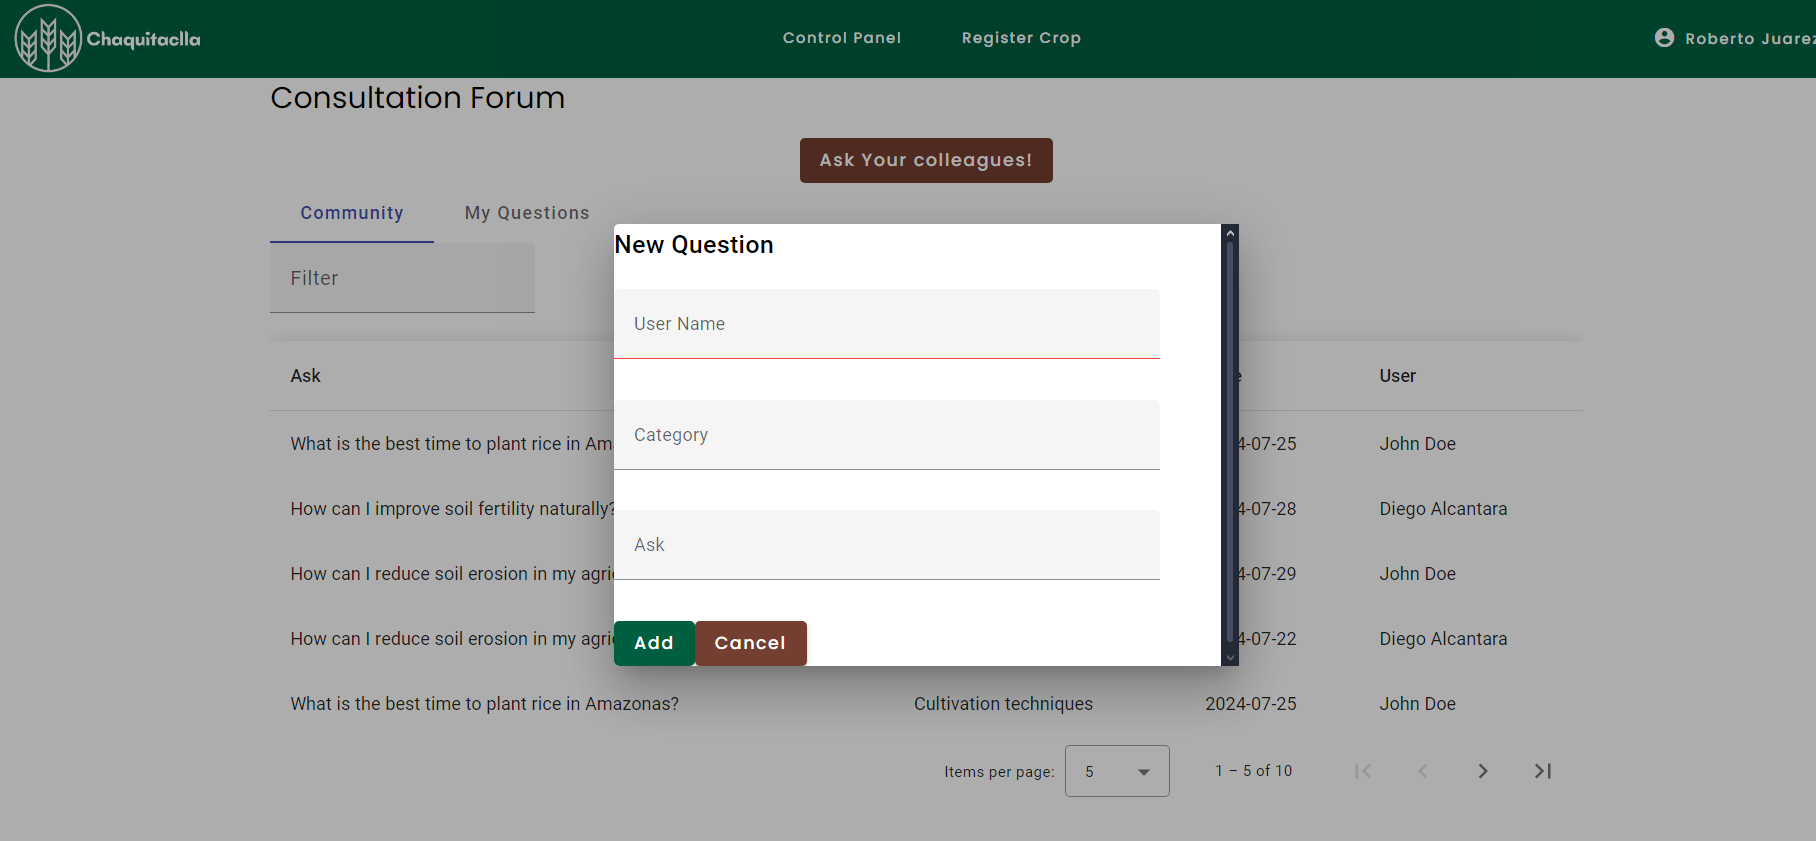 Chaquitaclla
Control Panel
Register Crop
Roberto Juarez
Consultation Forum
Ask Your colleagues!
Community
My Questions
Filter
New Question
User Name
Category
Ask
Add
Cancel
Ask
User
What is the best time to plant rice in
4-07-25
John Doe
How can I improve soil fertility naturally?
4-07-28
Diego Alcantara
How can I reduce soil erosion in my
4-07-29
John Doe
How can I reduce soil erosion in my
4-07-22
Diego Alcantara
What is the best time to plant rice in Amazonas?
Cultivation techniques
2024-07-25
John Doe
Items per page:
5
1 – 5 of 10